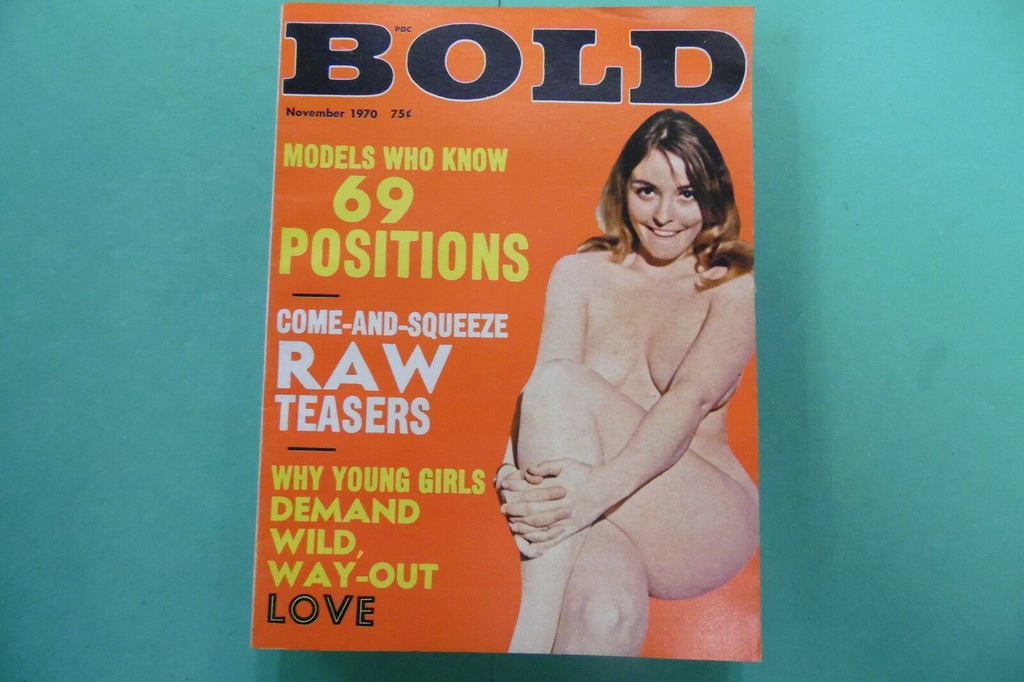 PDC
BOLD
November 1970 75¢
MODELS WHO KNOW
69
POSITIONS
COME-AND-SQUEEZE
RAW
TEASERS
WHY YOUNG GIRLS
DEMAND
WILD,
WAY-OUT
LOVE